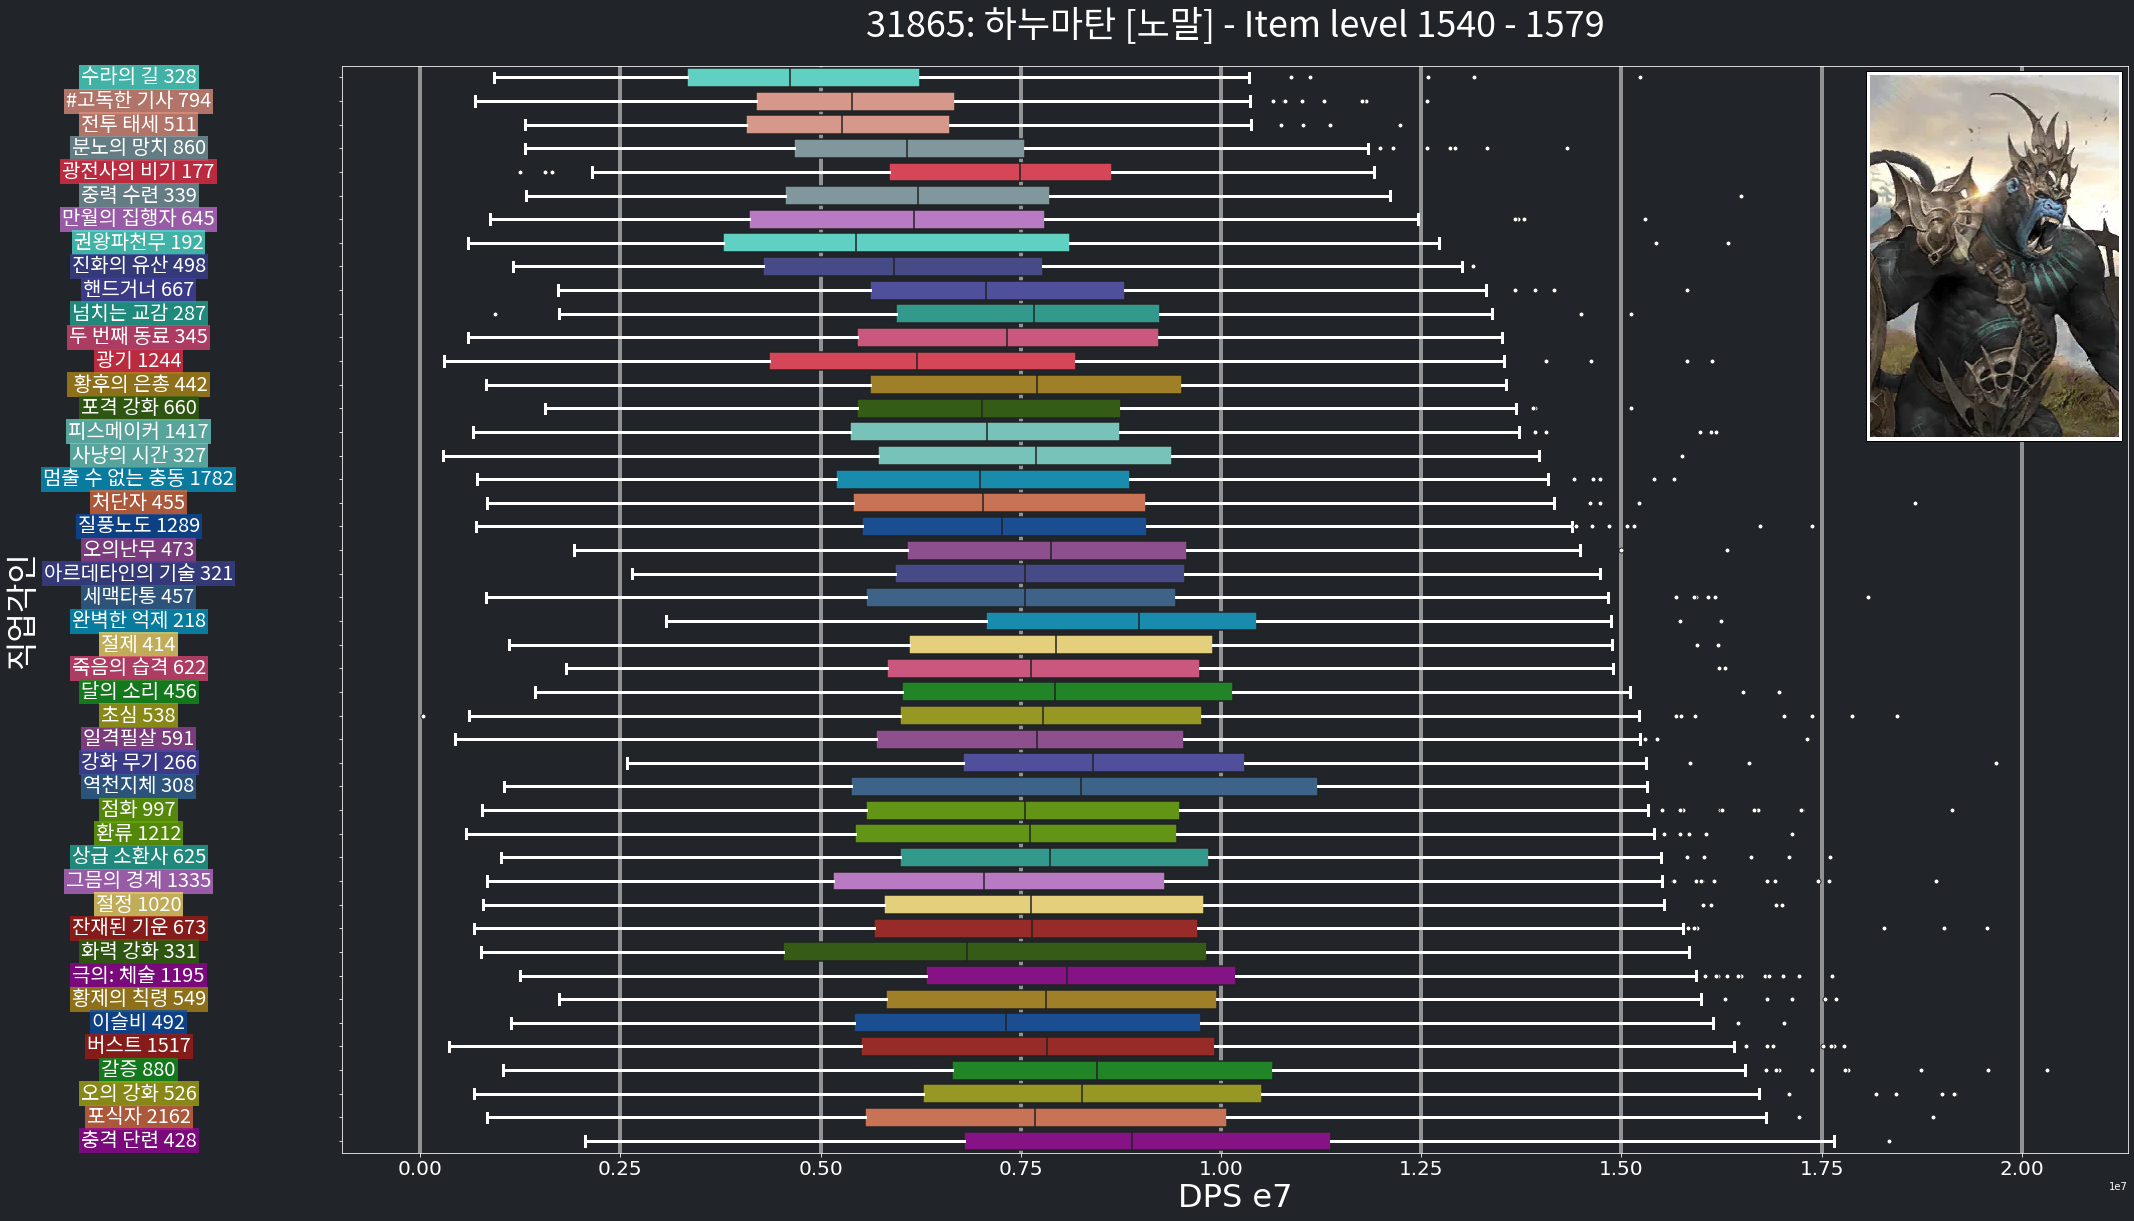 31865: 하누마탄 [노말] - Item level 1540 - 1579
직업각인
수라의 길 328
#고독한 기사 794
전투 태세 511
분노의 망치 860
광전사의 비기 177
중력 수련 339
만월의 집행자 645
권왕파천무 192
진화의 유산 498
핸드거너 667
넘치는 교감 287
두 번째 동료 345
광기 1244
황후의 은총 442
포격 강화 660
피스메이커 1417
사냥의 시간 327
멈출 수 없는 충동 1782
처단자 455
질풍노도 1289
오의난무 473
아르데타인의 기술 321
세맥타통 457
완벽한 억제 218
절제 414
죽음의 습격 622
달의 소리 456
초심 538
일격필살 591
강화 무기 266
역천지체 308
점화 997
환류 1212
상급 소환사 625
그믐의 경계 1335
절정 1020
잔재된 기운 673
화력 강화 331
극의: 체술 1195
황제의 칙령 549
이슬비 492
버스트 1517
갈증 880
오의 강화 526
포식자 2162
충격 단련 428
0.00 0.25 0.50 0.75 1.00 1.25 1.50 1.75 2.00
DPS e7
1e7